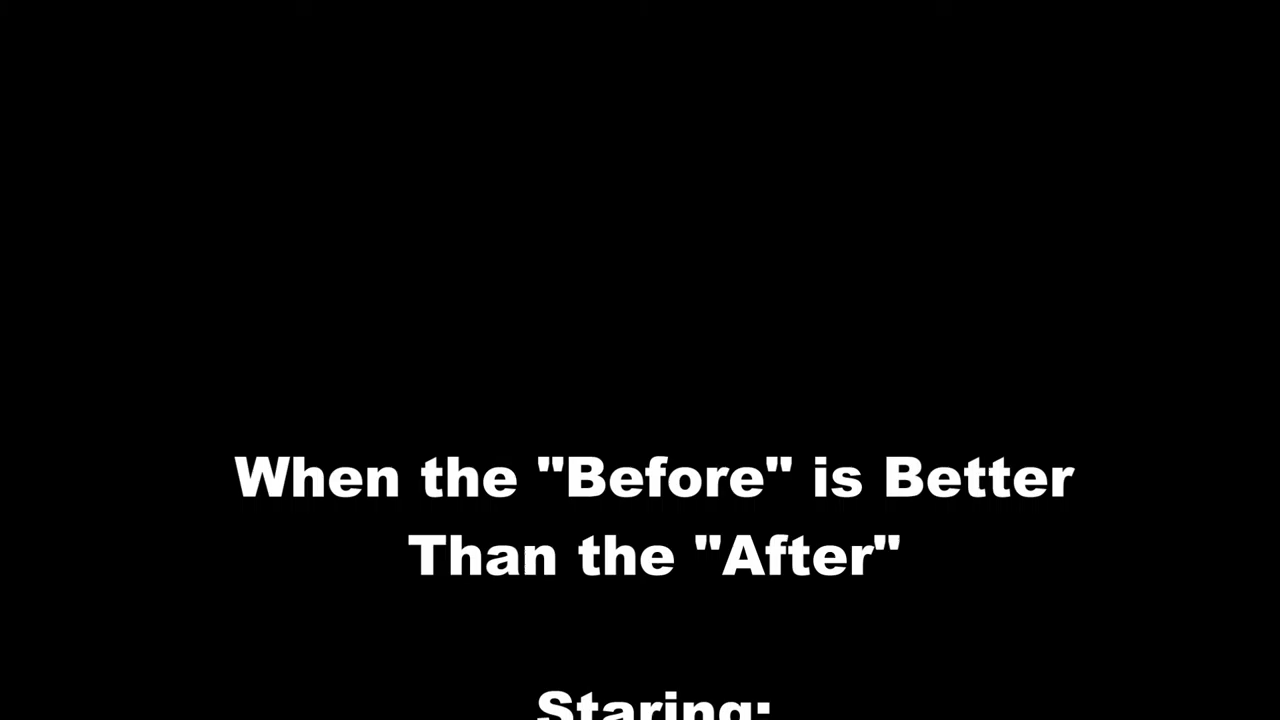 When the "Before" is Better
Than the "After"
Staring: